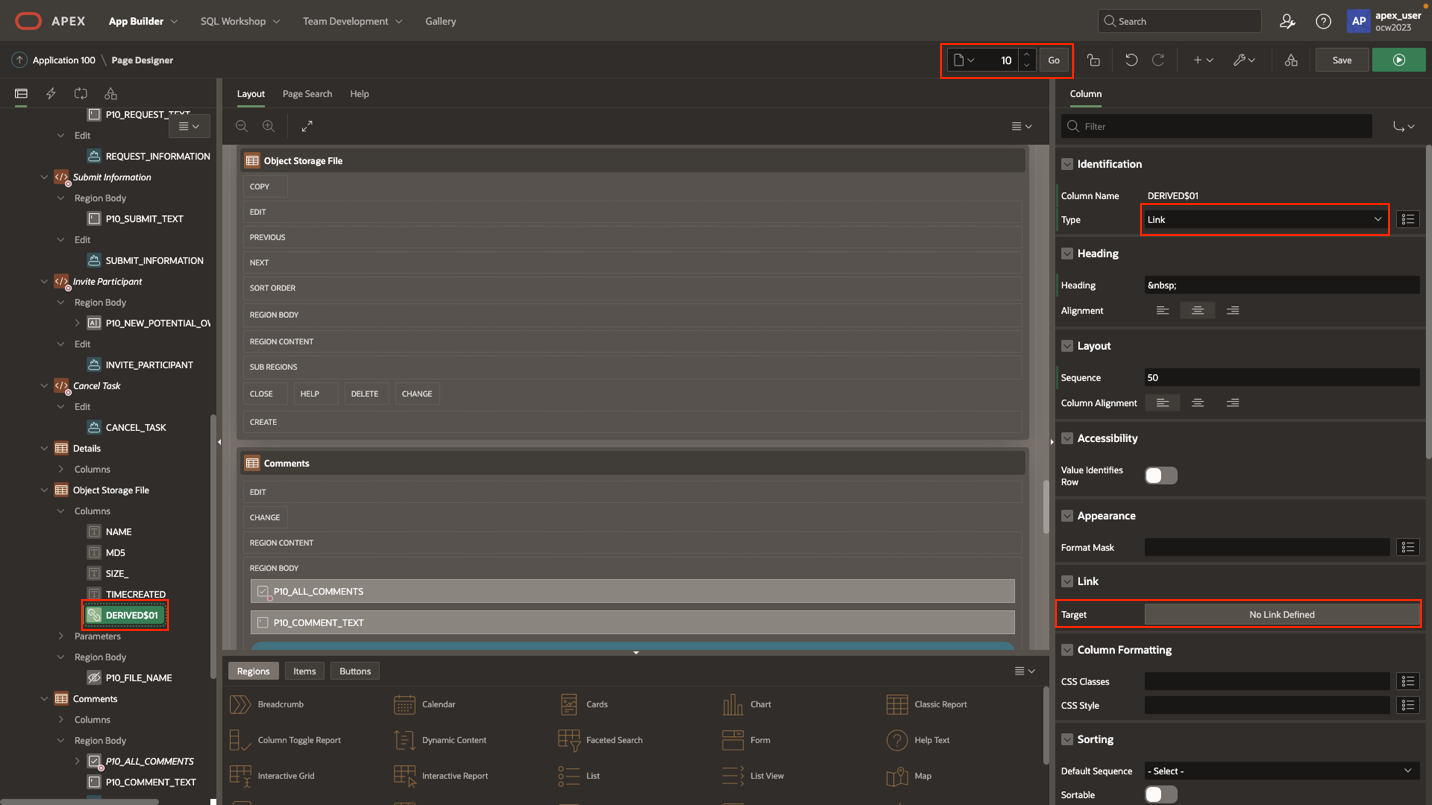 APEX
App Builder
SQL Workshop
Team Development
Gallery
Search
AP
apex_user
ocw2023
Application 100 \ Page Designer
10
Go
Save
P10_REQUEST_TEXT
Edit
REQUEST_INFORMATION
Submit Information
Region Body
P10_SUBMIT_TEXT
Edit
SUBMIT_INFORMATION
Invite Participant
Region Body
P10_NEW_POTENTIAL_OW
Edit
INVITE_PARTICIPANT
Cancel Task
Edit
CANCEL_TASK
Details
Columns
Object Storage File
Columns
NAME
MD5
SIZE_
TIMECREATED
DERIVED$01
Parameters
Region Body
P10_FILE_NAME
Comments
Columns
Region Body
P10_ALL_COMMENTS
P10_COMMENT_TEXT
Layout
Page Search
Help
Object Storage File
COPY
EDIT
PREVIOUS
NEXT
SORT ORDER
REGION BODY
REGION CONTENT
SUB REGIONS
CLOSE
HELP
DELETE
CHANGE
CREATE
Comments
EDIT
CHANGE
REGION CONTENT
REGION BODY
P10_ALL_COMMENTS
P10_COMMENT_TEXT
Regions
Items
Buttons
Breadcrumb
Calendar
Cards
Chart
Classic Report
Column Toggle Report
Dynamic Content
Faceted Search
Form
Help Text
Interactive Grid
Interactive Report
List
List View
Map
Column
Filter
Identification
Column Name DERIVED$01
Type Link
Heading
Heading &nbsp;
Alignment
Layout
Sequence 50
Column Alignment
Accessibility
Value Identifies
Row
Appearance
Format Mask
Link
Target No Link Defined
Column Formatting
CSS Classes
CSS Style
Sorting
Default Sequence - Select -
Sortable